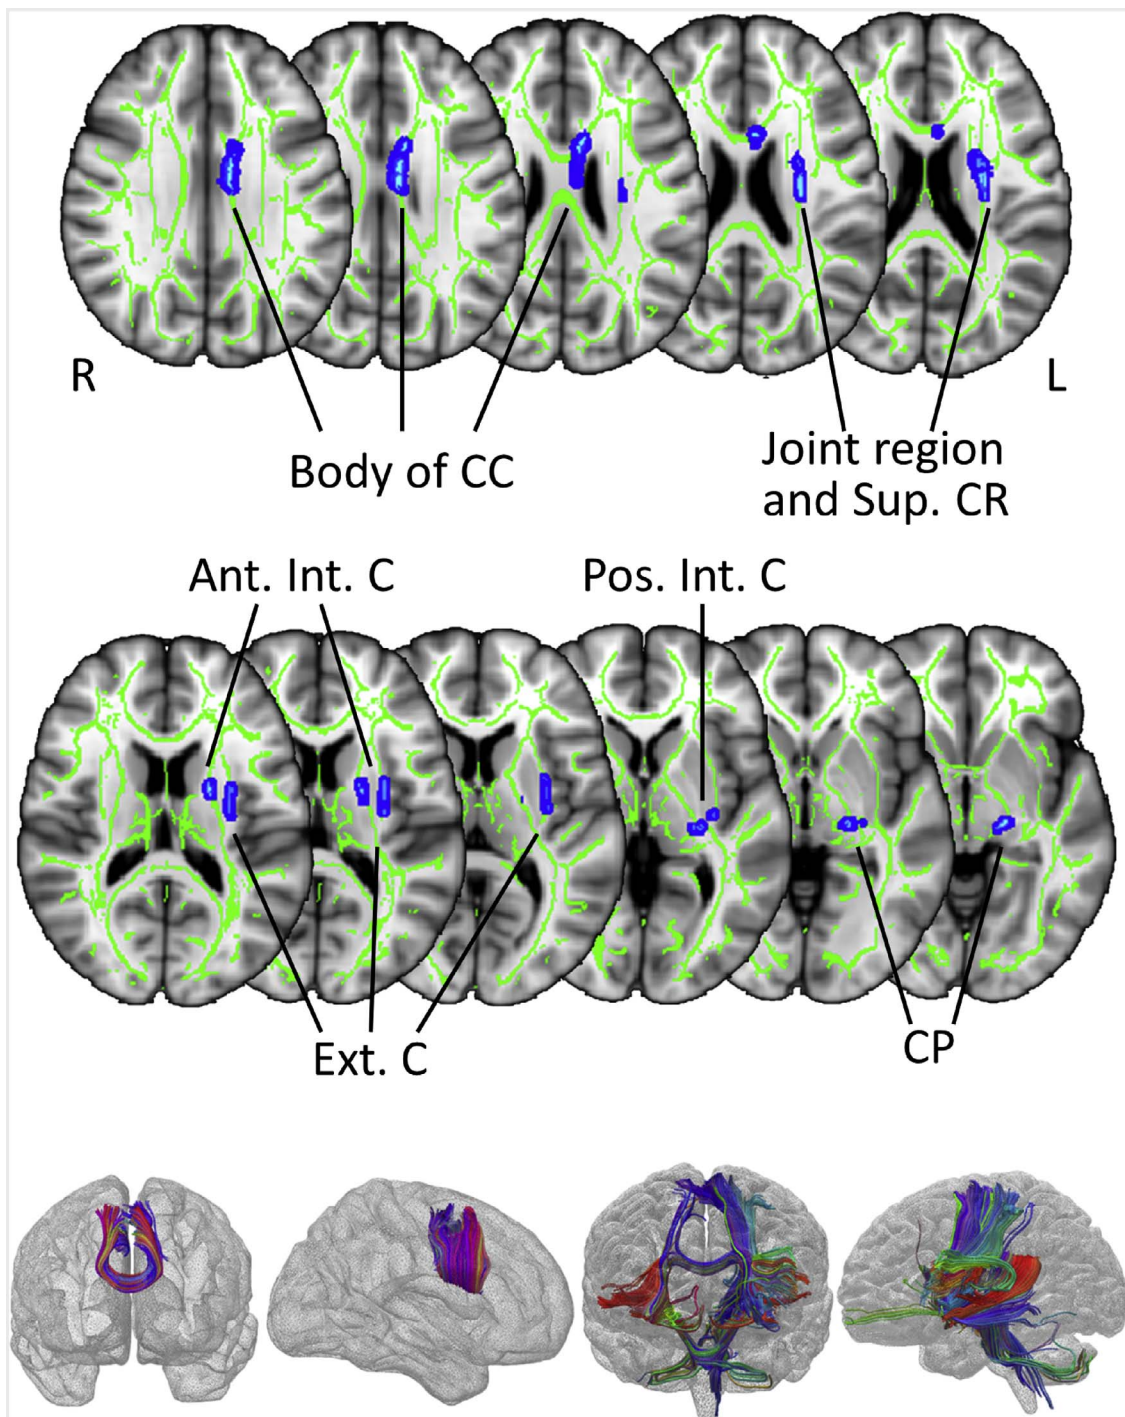 R
L
Body of CC
Joint region
and Sup. CR
Ant. Int. C
Pos. Int. C
Ext. C
CP